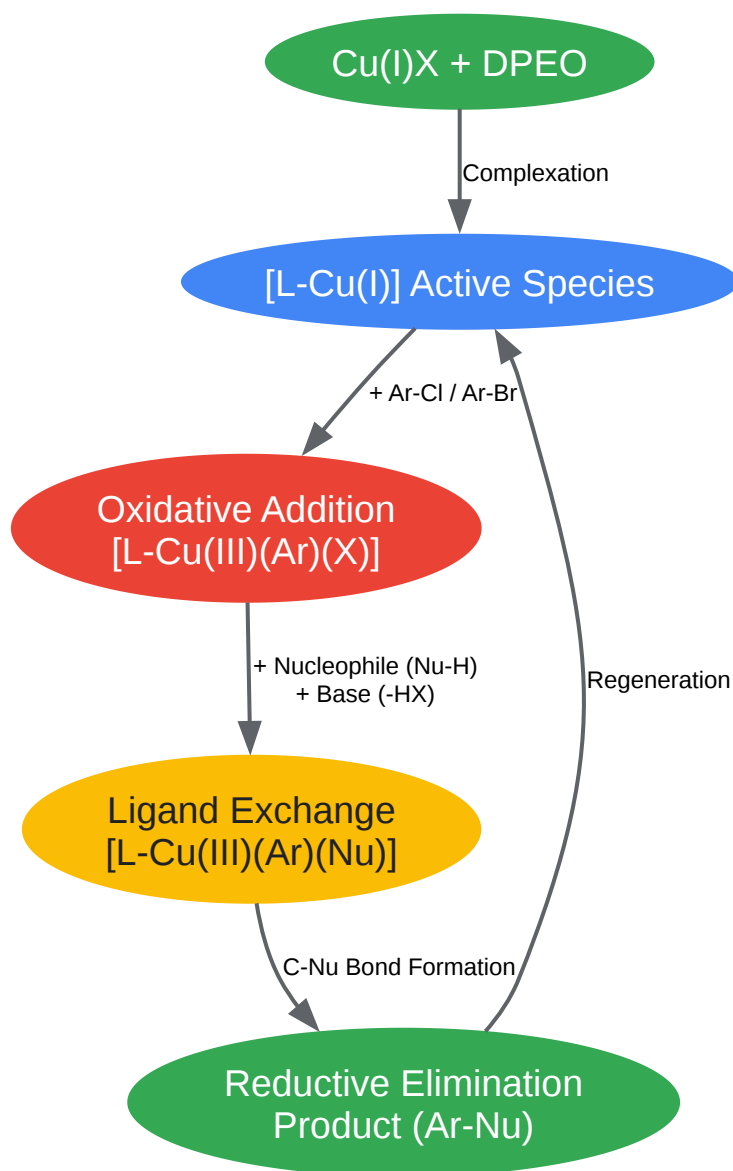 Cu(I)X + DPEO
Complexation
[L-Cu(I)] Active Species
+ Ar-Cl / Ar-Br
Oxidative Addition
[L-Cu(III)(Ar)(X)]
+ Nucleophile (Nu-H)
+ Base (-HX)
Regeneration
Ligand Exchange
[L-Cu(III)(Ar)(Nu)]
C-Nu Bond Formation
Reductive Elimination
Product (Ar-Nu)